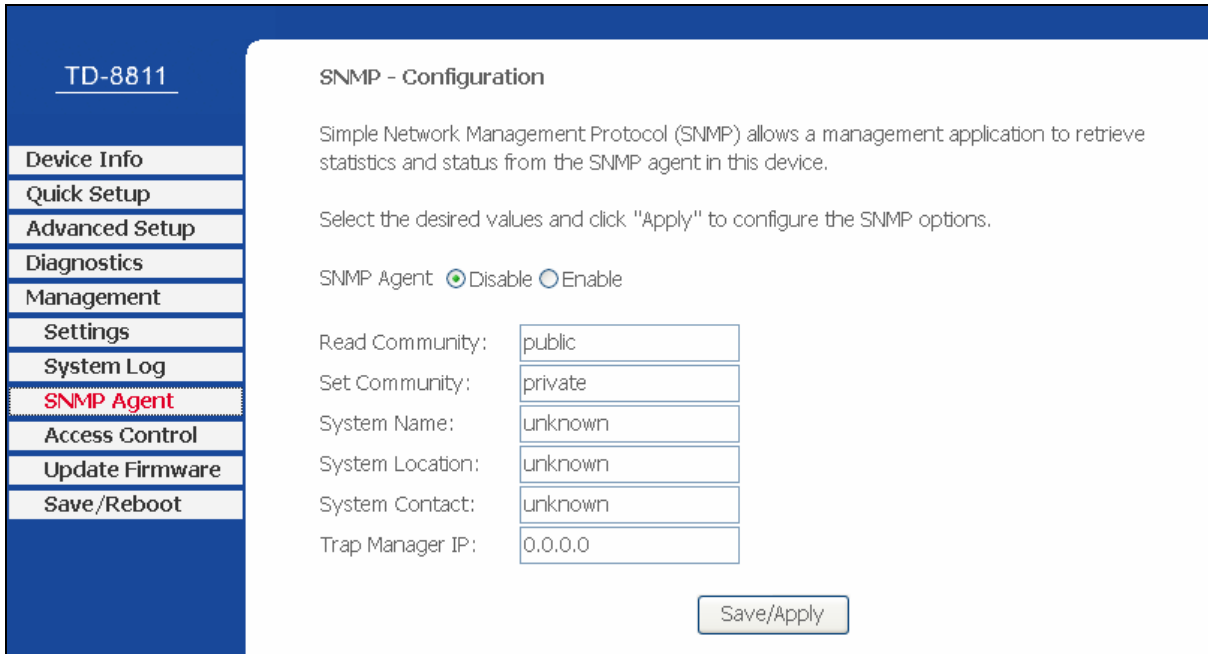 TD-8811
Device Info
Quick Setup
Advanced Setup
Diagnostics
Management
Settings
System Log
SNMP Agent
Access Control
Update Firmware
Save/Reboot
SNMP - Configuration
Simple Network Management Protocol (SNMP) allows a management application to retrieve
statistics and status from the SNMP agent in this device.
Select the desired values and click "Apply" to configure the SNMP options.
SNMP Agent Disable Enable
Read Community: public
Set Community: private
System Name: unknown
System Location: unknown
System Contact: unknown
Trap Manager IP: 0.0.0.0
Save/Apply